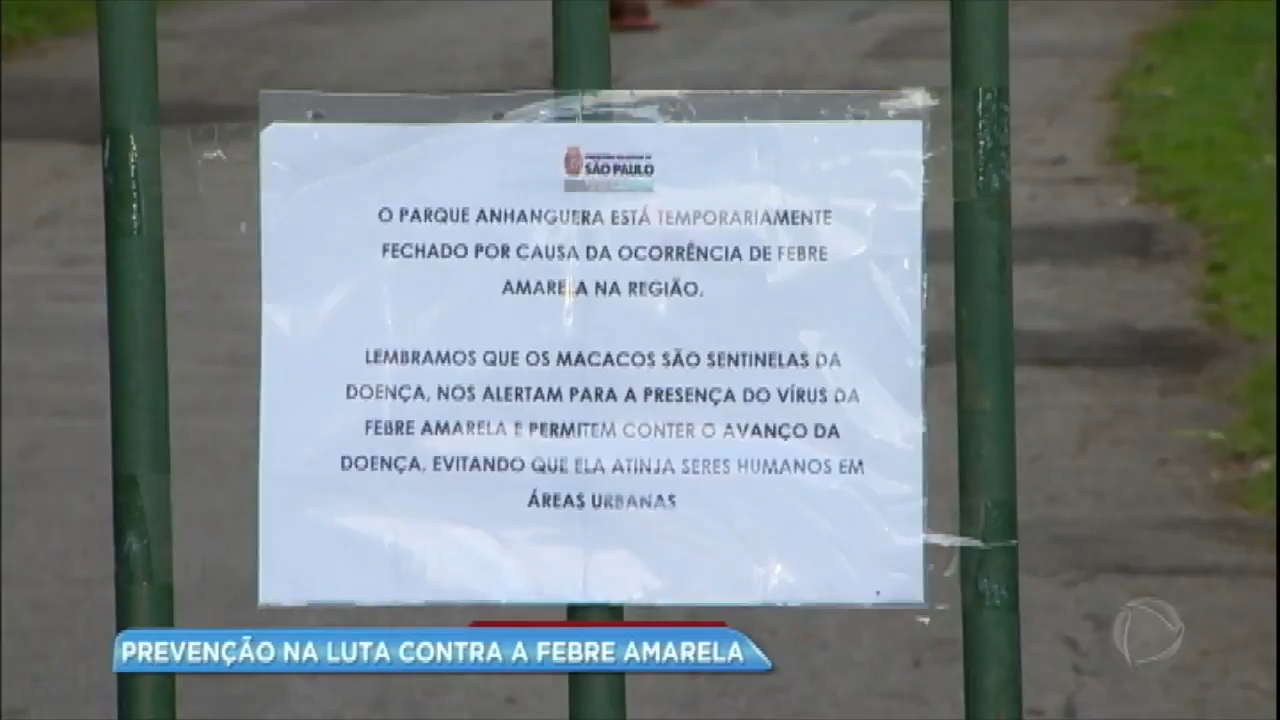 SÃO PAULO
O PARQUE ANHANGUERA ESTÁ TEMPORARIAMENTE
FECHADO POR CAUSA DA OCORRÊNCIA DE FEBRE
AMARELA NA REGIÃO.
LEMBRAMOS QUE OS MACACOS SÃO SENTINELAS DA
DOENÇA, NOS ALERTAM PARA A PRESENÇA DO VÍRUS DA
FEBRE AMARELA E PERMITEM CONTER O AVANÇO DA
DOENÇA, EVITANDO QUE ELA ATINJA SERES HUMANOS EM
ÁREAS URBANAS
PREVENÇÃO NA LUTA CONTRA A FEBRE AMARELA